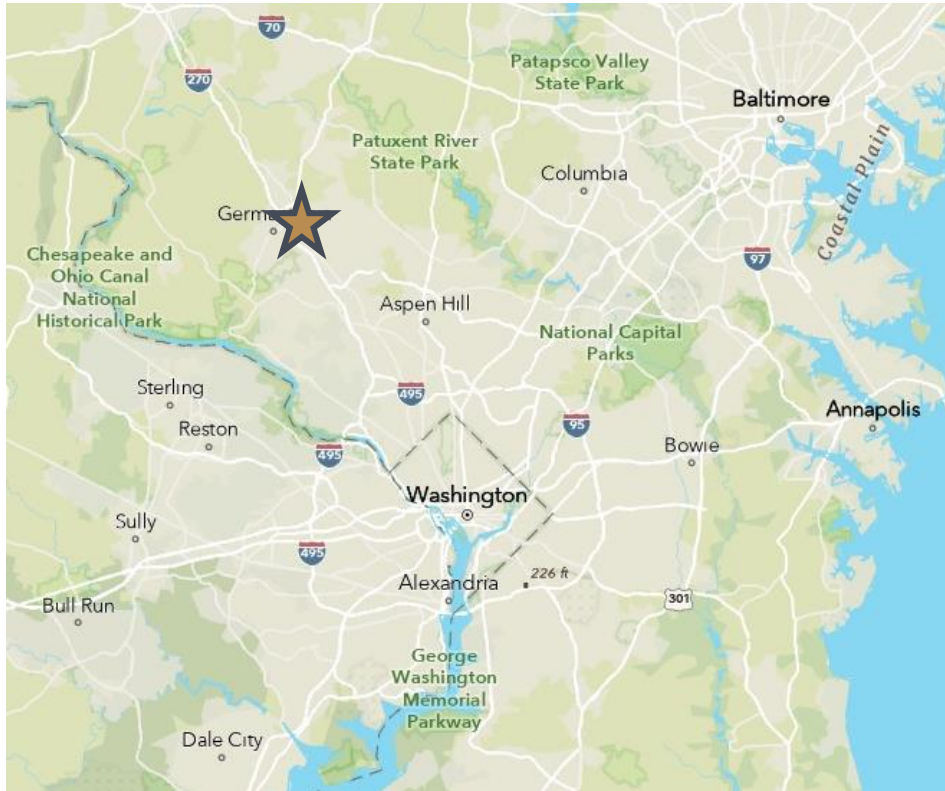 70
270
Patapsco Valley
State Park
Baltimore
Patuxent River
State Park
Columbia
Coastal Plain
Germ
97
Chesapeake and
Ohio Canal
National
Historical Park
Aspen Hill
National Capital
Parks
Sterling
495
Annapolis
Reston
95
495
Bowie
Washington
Sully
495
226 ft
Alexandria
301
Bull Run
George
Washington
Memorial
Parkway
Dale City